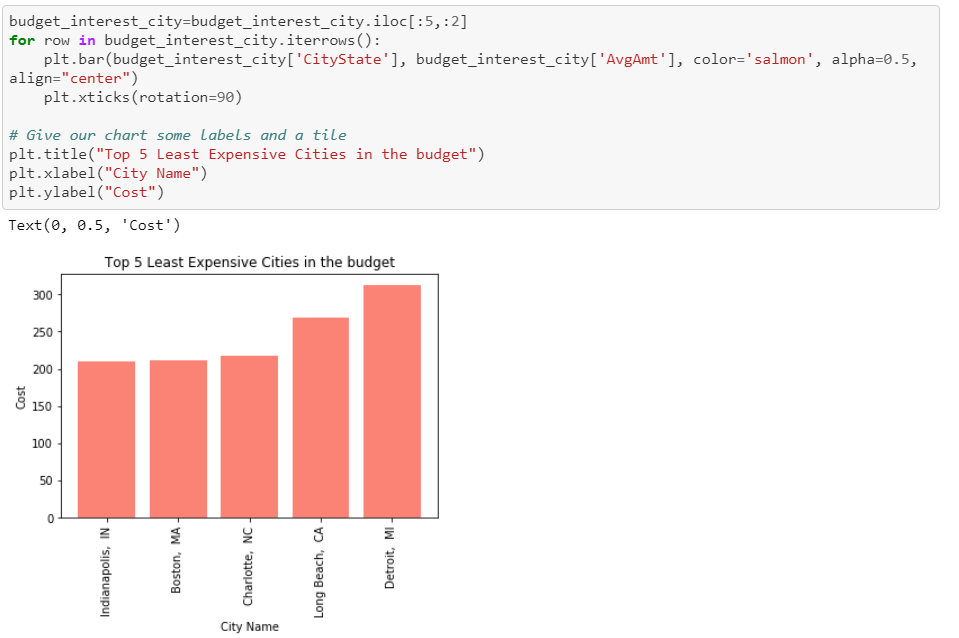 budget_interest_city=budget_interest_city.iloc[:5,:2]
for row in budget_interest_city.iterrows():
    plt.bar(budget_interest_city['CityState'], budget_interest_city['AvgAmt'], color='salmon', alpha=0.5,
align="center")
    plt.xticks(rotation=90)
# Give our chart some labels and a tile
plt.title("Top 5 Least Expensive Cities in the budget")
plt.xlabel("City Name")
plt.ylabel("Cost")
Text(0, 0.5, 'Cost')
Top 5 Least Expensive Cities in the budget
300
250
200
150
100
50
0
Cost
Indianapolis, IN
Boston, MA
Charlotte, NC
Long Beach, CA
Detroit, MI
City Name